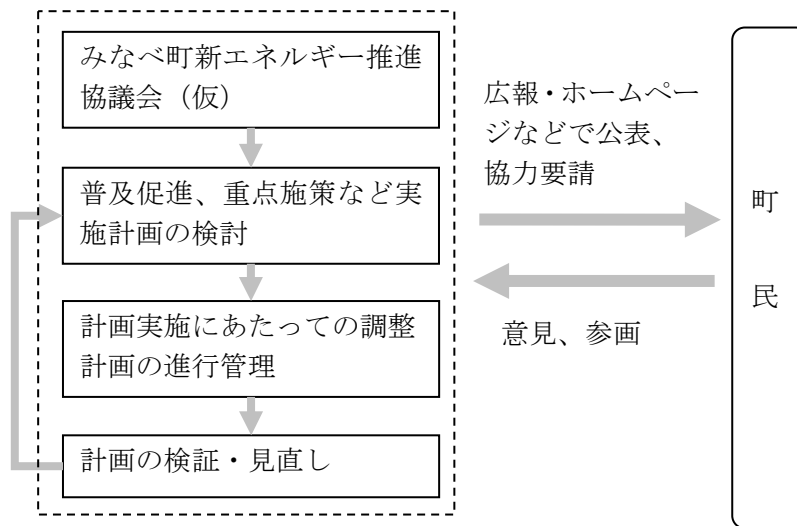 みなべ町新エネルギー推進
協議会（仮）
普及促進、重点施策など実
施計画の検討
計画実施にあたっての調整
計画の進行管理
計画の検証・見直し
広報・ホームペー
ジなどで公表、
協力要請
意見、参画
町
民